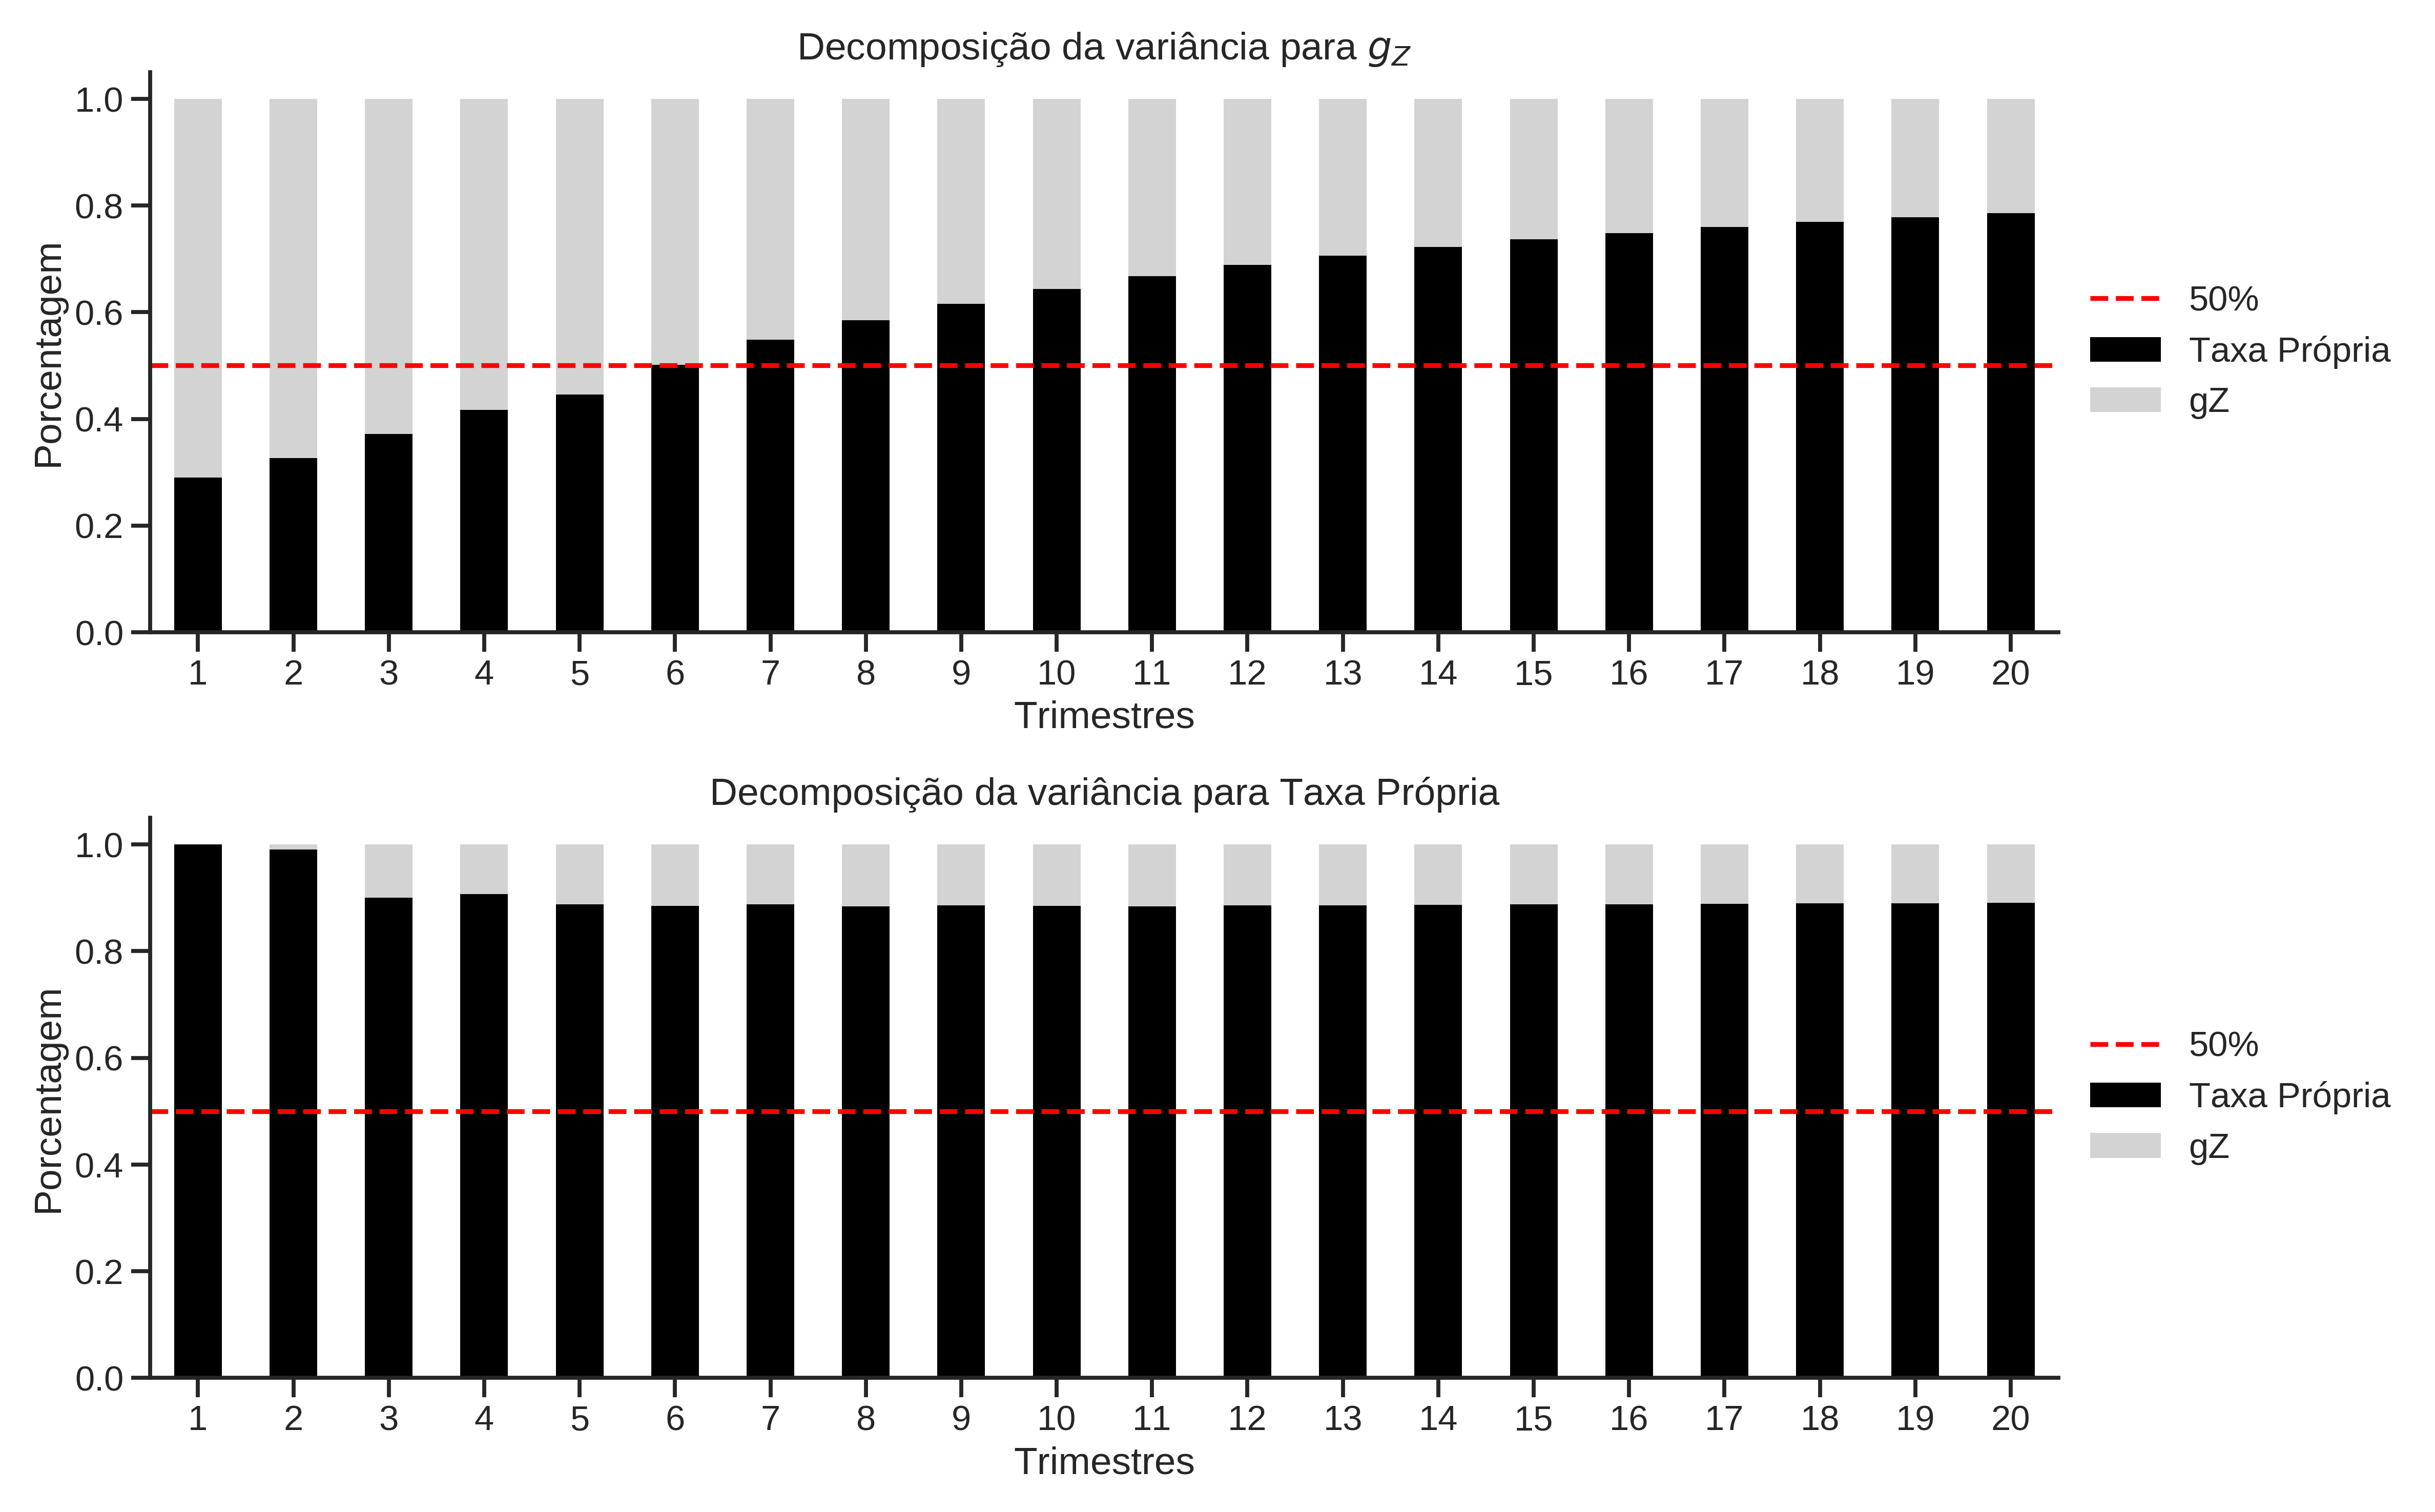 Decomposição da variância para gZ
Porcentagem
1.0
0.8
0.6
0.4
0.2
0.0
1 2 3 4 5 6 7 8 9 10 11 12 13 14 15 16 17 18 19 20
Trimestres
50%
Taxa Própria
gZ
Decomposição da variância para Taxa Própria
Porcentagem
1.0
0.8
0.6
0.4
0.2
0.0
1 2 3 4 5 6 7 8 9 10 11 12 13 14 15 16 17 18 19 20
Trimestres
50%
Taxa Própria
gZ